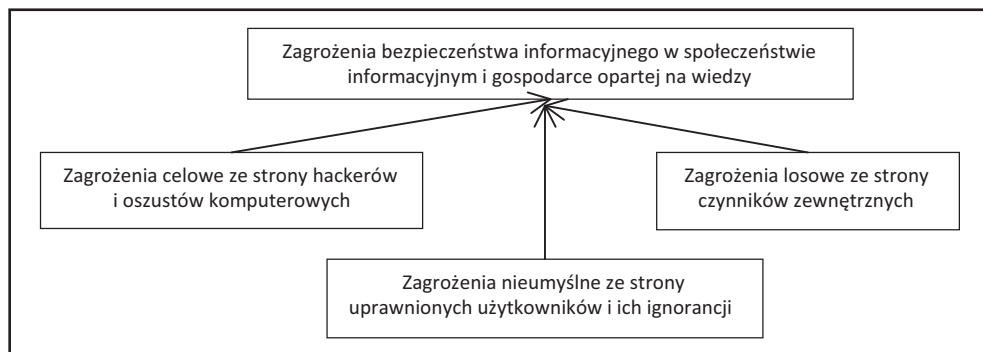 Zagrożenia bezpieczeństwa informacyjnego w społeczeństwie
informacyjnym i gospodarce opartej na wiedzy
Zagrożenia celowe ze strony hackerów
i oszustów komputerowych
Zagrożenia losowe ze strony
czynników zewnętrznych
Zagrożenia nieumyślne ze strony
uprawnionych użytkowników i ich ignorancji